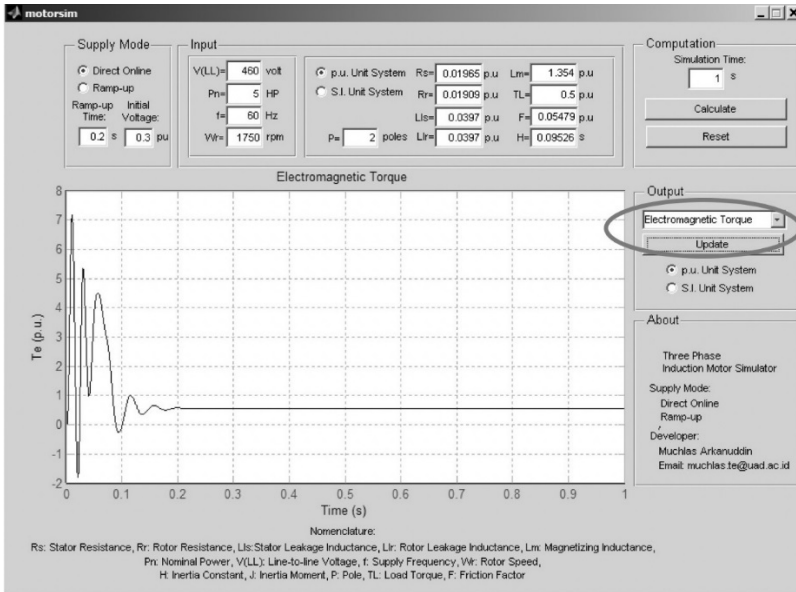 motorsim
Supply Mode
Direct Online
Ramp-up
Ramp-up Initial
Time: Voltage:
0.2 s 0.3 pu
Input
V(LL)= 460 volt
Pn= 5 HP
f= 60 Hz
Wr= 1750 rpm
p.u. Unit System
S.I. Unit System
P= 2 poles
Rs= 0.01965 p.u
Rr= 0.01909 p.u
Lls= 0.0397 p.u
Llr= 0.0397 p.u
Lm= 1.354 p.u
TL= 0.5 p.u
F= 0.05479 p.u
H= 0.09526 s
Computation
Simulation Time:
1 s
Calculate
Reset
Electromagnetic Torque
Te (p.u.)
8
7
6
5
4
3
2
1
0
-1
-2
0 0.1 0.2 0.3 0.4 0.5 0.6 0.7 0.8 0.9 1
Time (s)
Output
Electromagnetic Torque
Update
p.u. Unit System
S.I. Unit System
About
Three Phase
Induction Motor Simulator
Supply Mode:
Direct Online
Ramp-up
Developer:
Muchlas Arkanuddin
Email: muchlas.te@uad.ac.id
Nomenclature:
Rs: Stator Resistance, Rr: Rotor Resistance, Lls:Stator Leakage Inductance, Llr: Rotor Leakage Inductance, Lm: Magnetizing Inductance,
Pn: Nominal Power, V(LL): Line-to-line Voltage, f: Supply Frequency, Wr: Rotor Speed,
H: Inertia Constant, J: Inertia Moment, P: Pole, TL: Load Torque, F: Friction Factor